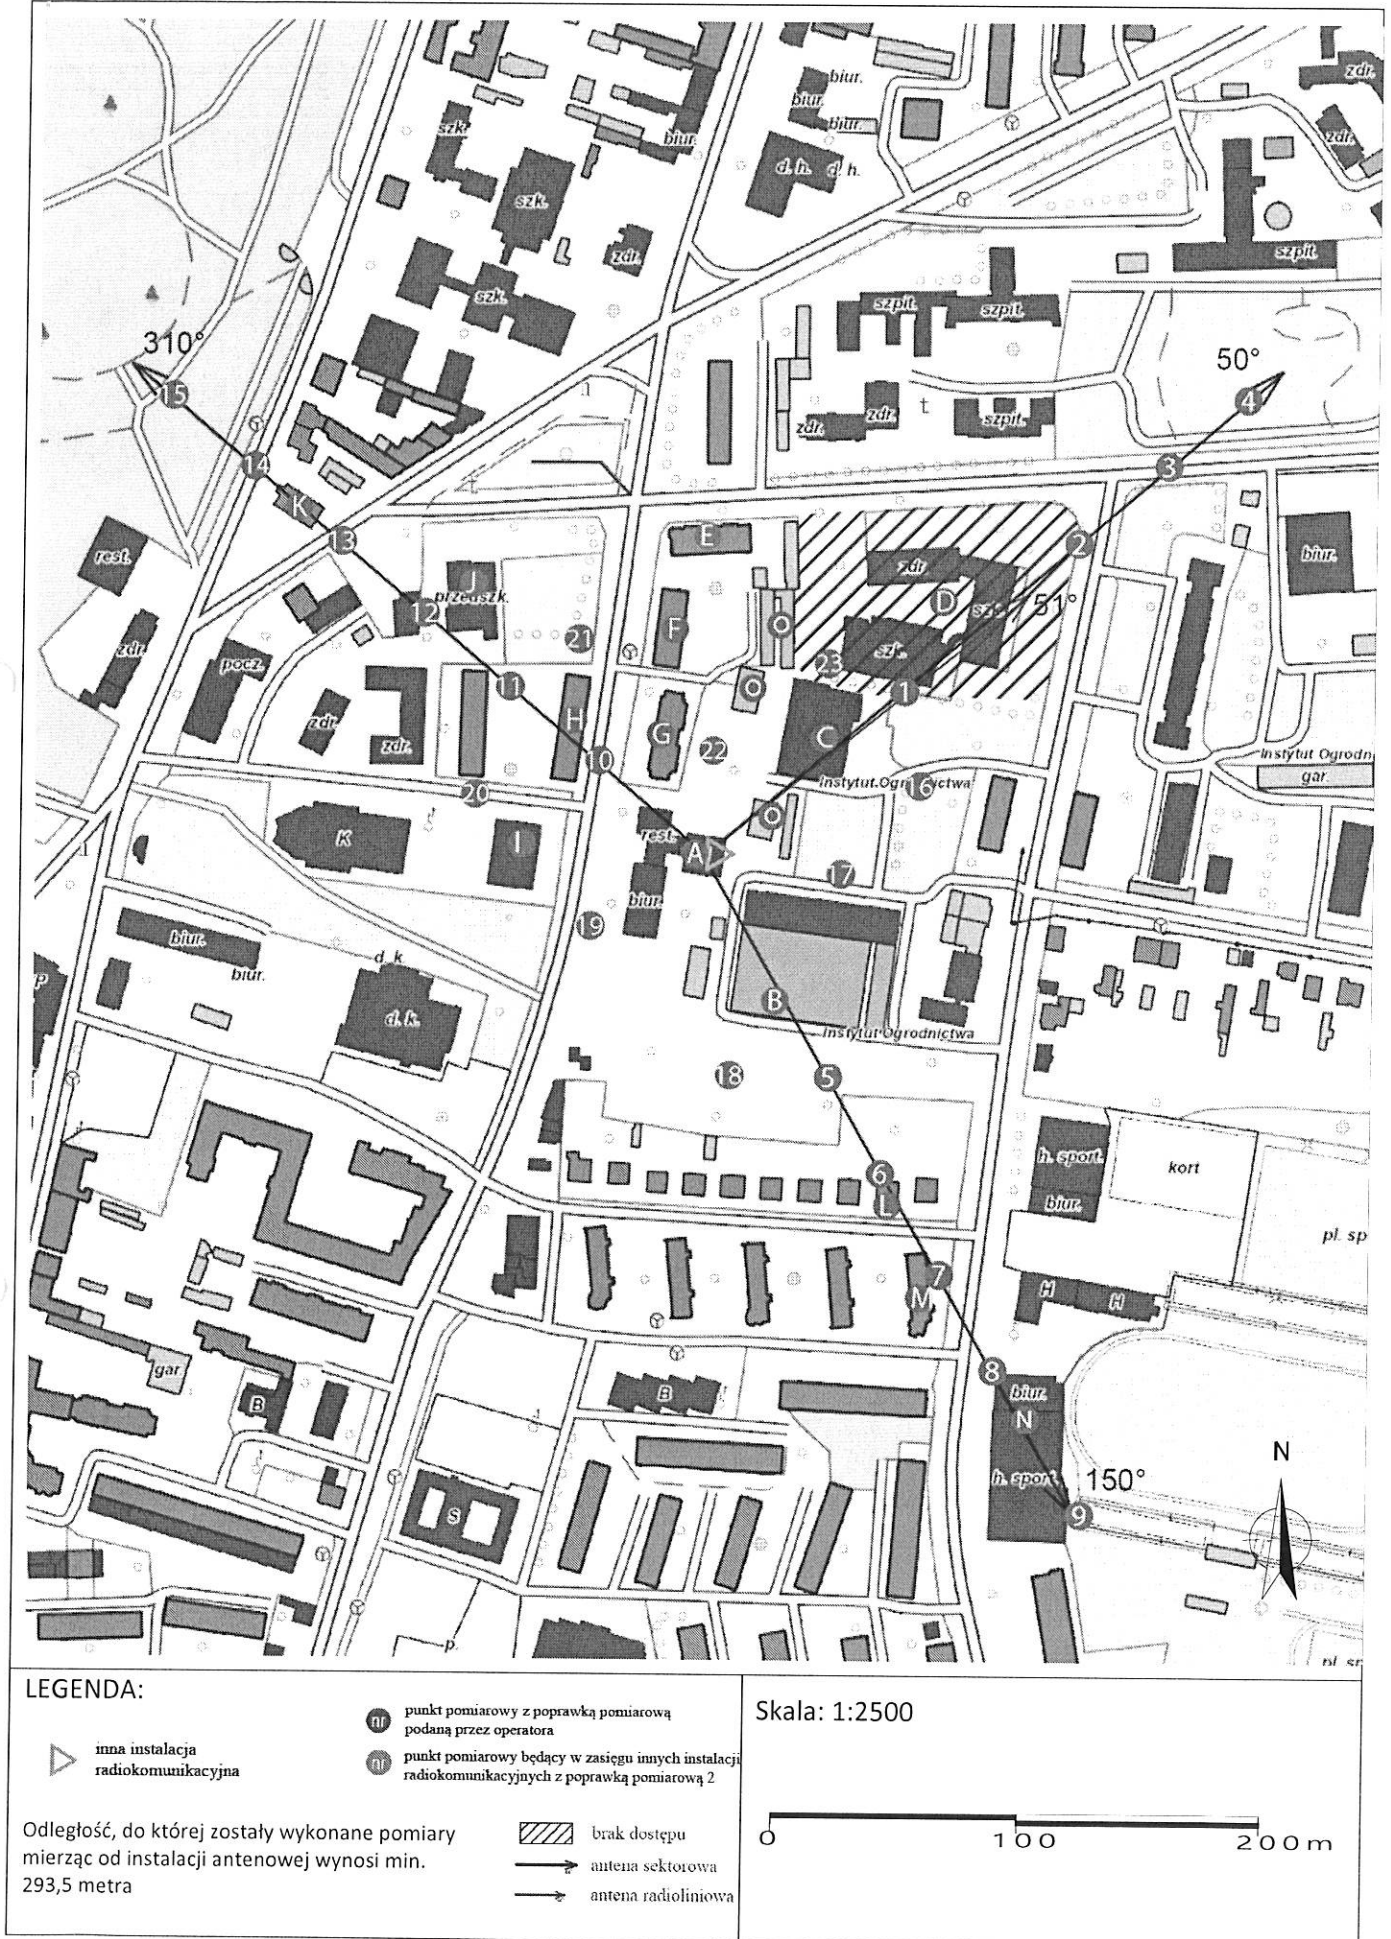 biur.
zdr.
biur.
szk.
biur.
biur.
zdr.
d. h.
d. h.
szk.
zdr.
szpit.
szk.
szpit.
szpit.
310°
50°
15
4
zdr.
zdr.
t
szpit.
14
3
K
13
E
2
biur.
rest.
zdr.
J
przedszk.
D
szk.
51°
12
F
O
21
zdr.
szk.
pocz.
23
11
O
1
zdr.
H
G
C
zdr.
22
10
Instytut Ogrodn
gar.
Instytut Ogrodnictwa
16
20
O
K
I
rest.
A
17
biur.
19
biur.
biur.
d. k.
p
d. k.
B
Instytut Ogrodnictwa
18
5
h. sport.
kort
6
L
biur.
pl. sp
7
M
H
H
gar.
8
B
B
biur.
N
N
h. sport.
150°
9
S
p.
pl. sp
LEGENDA:
inna instalacja
radiokomunikacyjna
nr
punkt pomiarowy z poprawką pomiarową
podaną przez operatora
nr
punkt pomiarowy będący w zasięgu innych instalacji
radiokomunikacyjnych z poprawką pomiarową 2
Odległość, do której zostały wykonane pomiary
mierząc od instalacji antenowej wynosi min.
293,5 metra
brak dostępu
antena sektorowa
antena radioliniowa
Skala: 1:2500
0 100 200 m